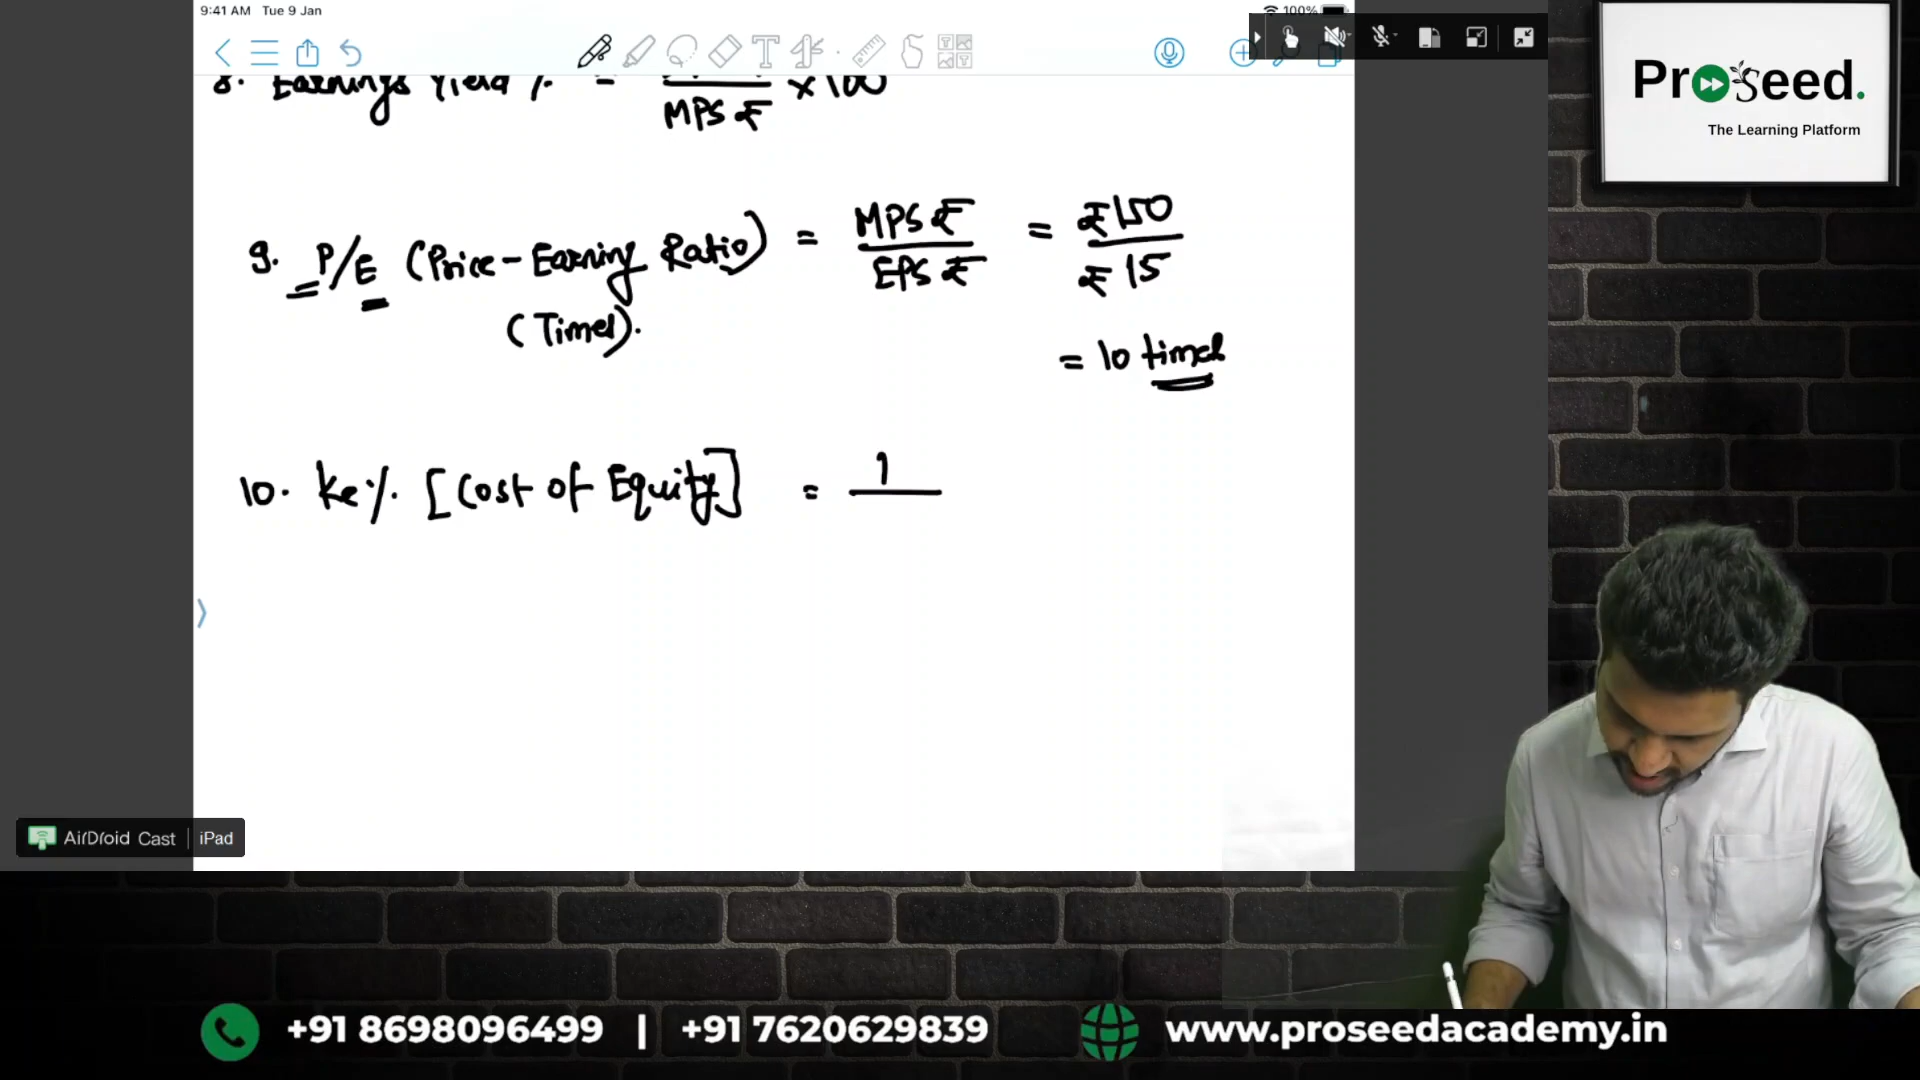 9:41 AM Tue 9 Jan
100%
8. Earnings Yield % = × 100
MPS ₹
9. P/E (Price-Earning Ratio) = MPS ₹ / EPS ₹ = ₹150 / ₹15
(Times).
= 10 times
10. Ke% [Cost of Equity] = 1
AirDroid Cast | iPad
Proseed.
The Learning Platform
+91 8698096499 | +91 7620629839
www.proseedacademy.in